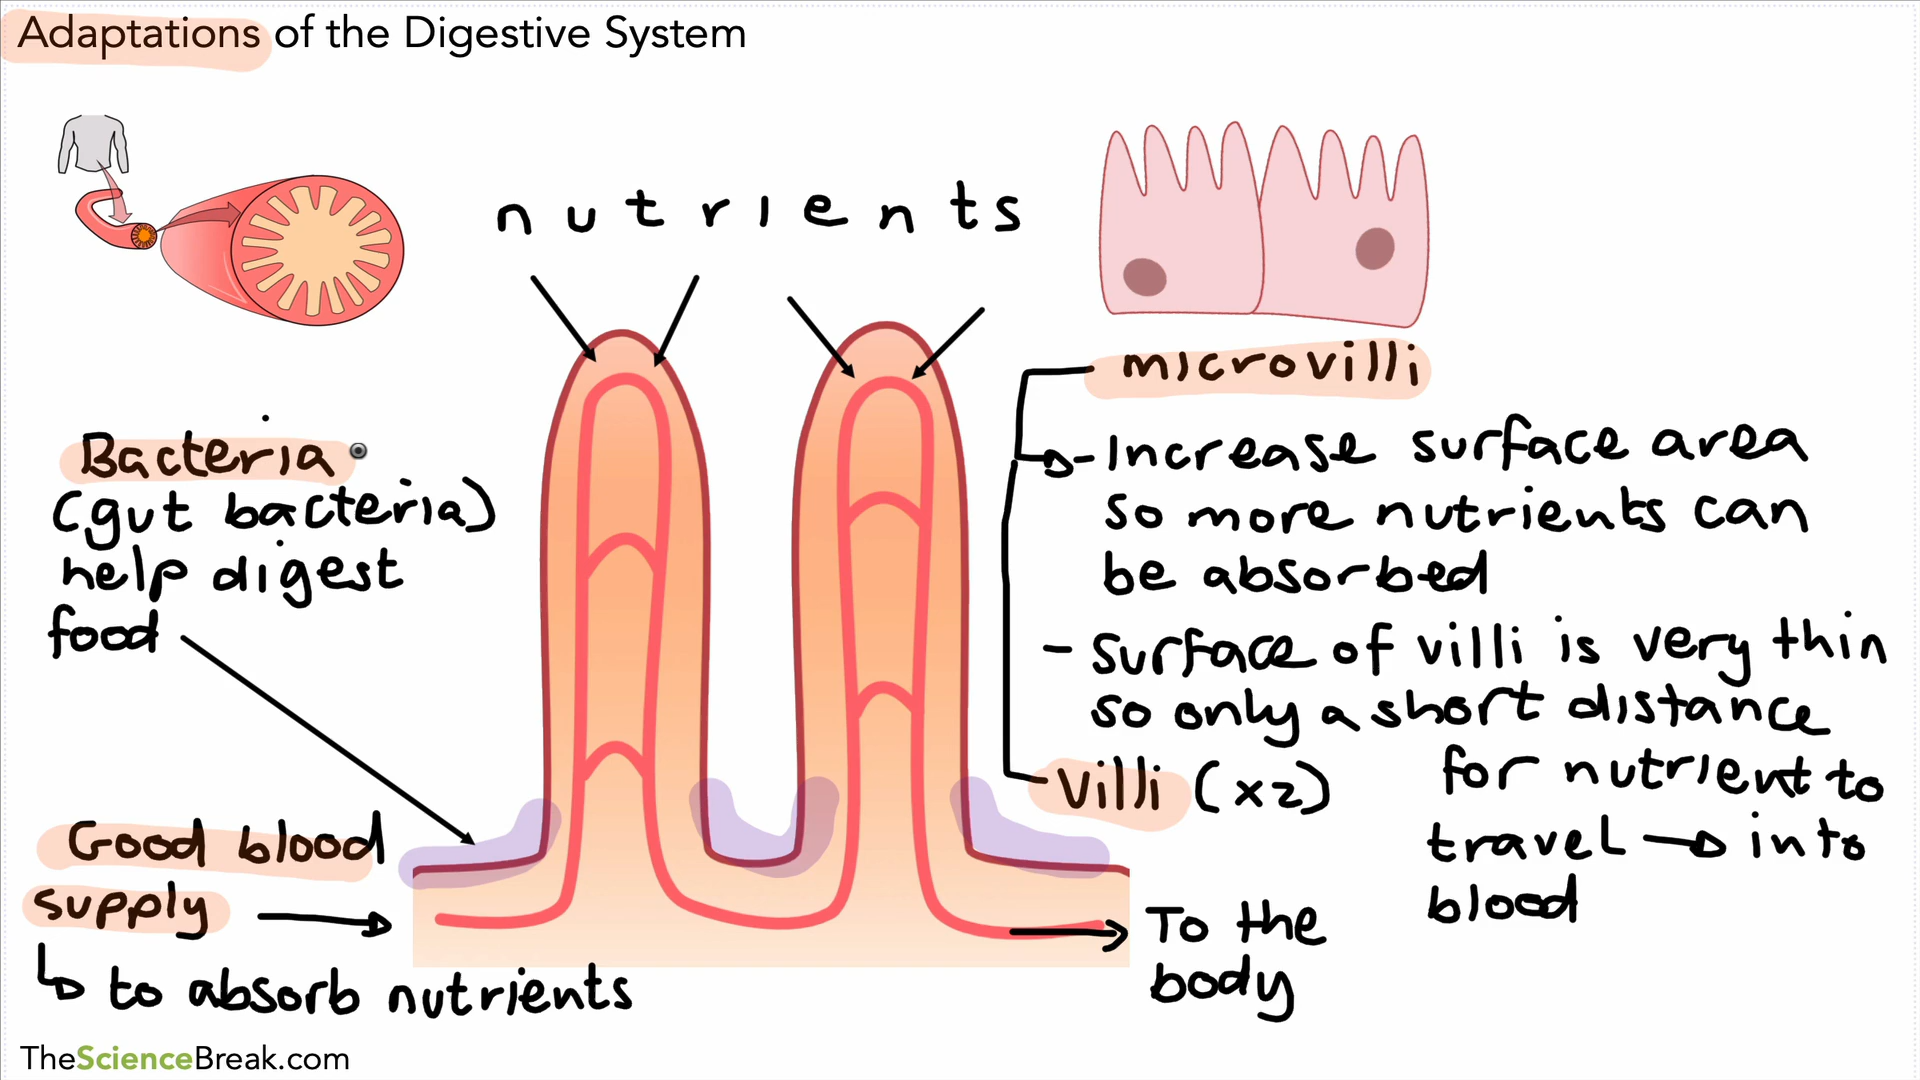 Adaptations of the Digestive System
nutrients
microvilli
- Increase surface area
so more nutrients can
be absorbed
- Surface of villi is very thin
so only a short distance
for nutrient to
travel → into
blood
Villi (x2)
Bacteria
(gut bacteria)
help digest
food
Good blood
supply
to absorb nutrients
To the
body
TheScienceBreak.com